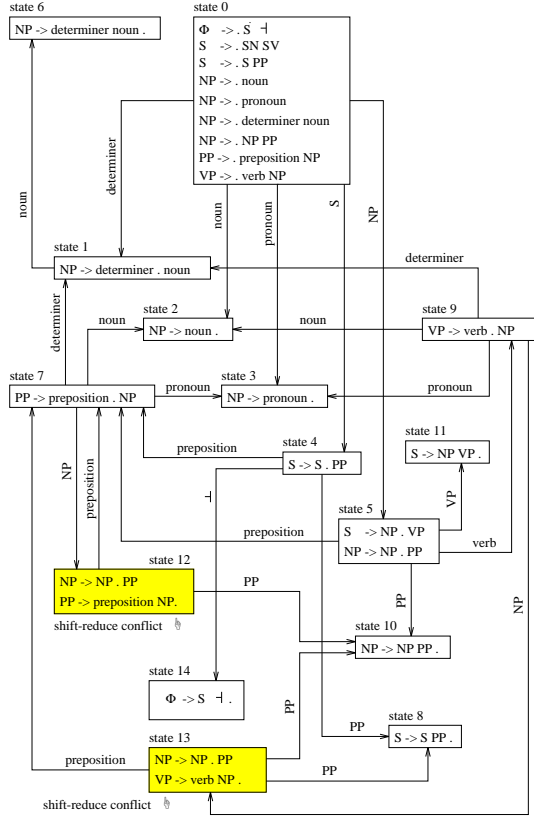 state 6
NP -> determiner noun .
state 0
Φ -> . S ⊣
S -> . SN SV
S -> . S PP
NP -> . noun
NP -> . pronoun
NP -> . determiner noun
NP -> . NP PP
PP -> . preposition NP
VP -> . verb NP
determiner
noun
noun
pronoun
S
NP
state 1
NP -> determiner . noun
determiner
determiner
state 2
NP -> noun .
noun
noun
state 9
VP -> verb . NP
state 7
PP -> preposition . NP
pronoun
state 3
NP -> pronoun .
pronoun
state 4
S -> S . PP
preposition
state 11
S -> NP VP .
NP
preposition
⊣
VP
state 5
S -> NP . VP
NP -> NP . PP
preposition
verb
state 12
NP -> NP . PP
PP -> preposition NP.
shift-reduce conflict
PP
PP
NP
state 10
NP -> NP PP .
state 14
Φ -> S ⊣ .
PP
state 8
S -> S PP .
PP
state 13
NP -> NP . PP
VP -> verb NP .
shift-reduce conflict
preposition
PP